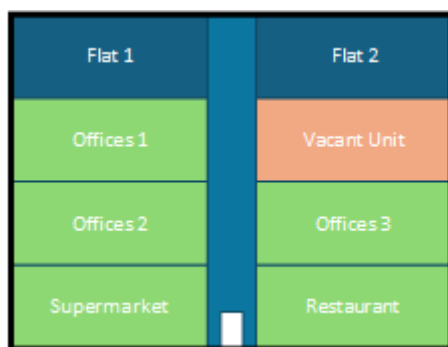 Flat 1
Flat 2
Offices 1
Vacant Unit
Offices 2
Offices 3
Supermarket
Restaurant